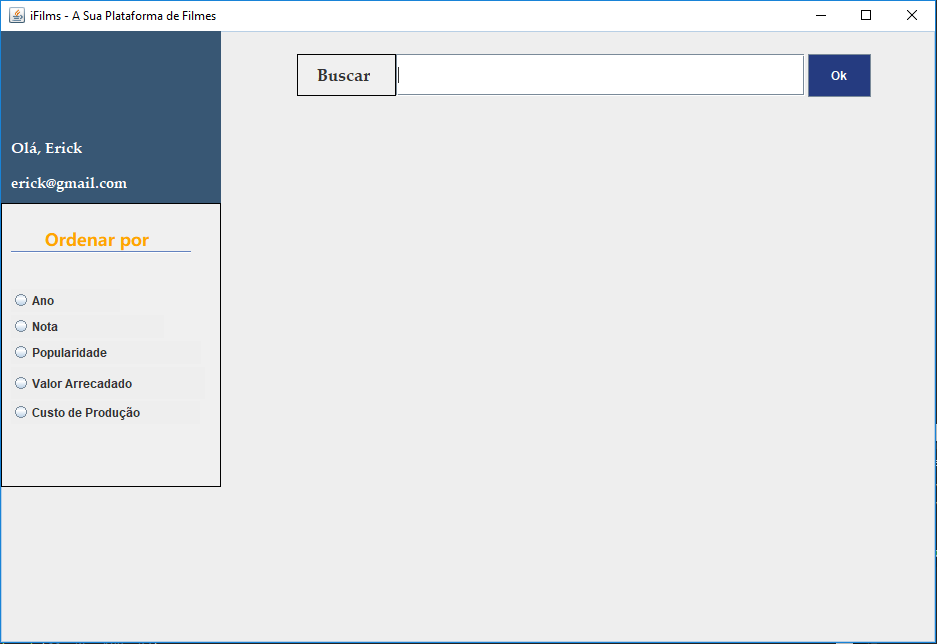 iFilms - A Sua Plataforma de Filmes
Buscar
Ok
Olá, Erick
erick@gmail.com
Ordenar por
Ano
Nota
Popularidade
Valor Arrecadado
Custo de Produção